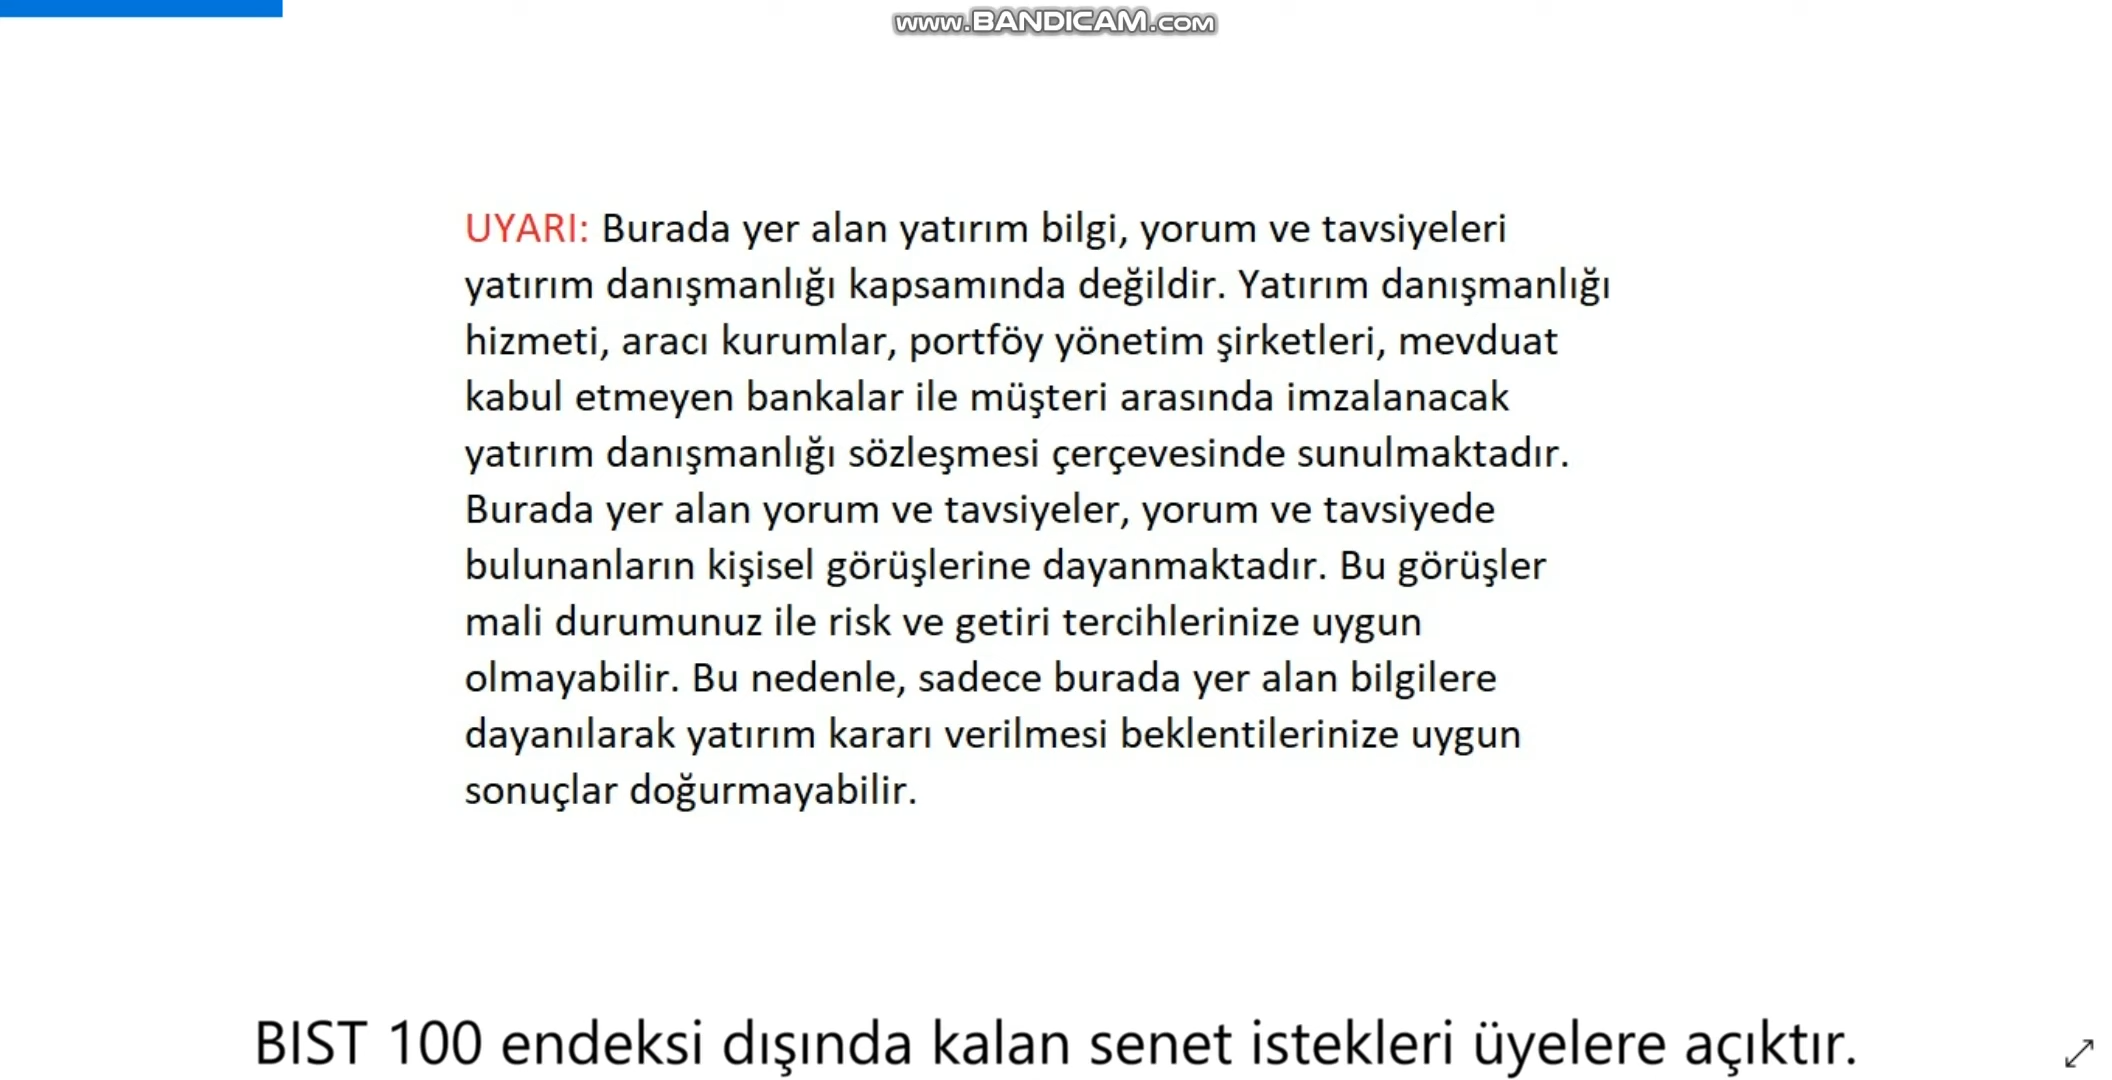 www.BANDICAM.com
UYARI: Burada yer alan yatırım bilgi, yorum ve tavsiyeleri
yatırım danışmanlığı kapsamında değildir. Yatırım danışmanlığı
hizmeti, aracı kurumlar, portföy yönetim şirketleri, mevduat
kabul etmeyen bankalar ile müşteri arasında imzalanacak
yatırım danışmanlığı sözleşmesi çerçevesinde sunulmaktadır.
Burada yer alan yorum ve tavsiyeler, yorum ve tavsiyede
bulunanların kişisel görüşlerine dayanmaktadır. Bu görüşler
mali durumunuz ile risk ve getiri tercihlerinize uygun
olmayabilir. Bu nedenle, sadece burada yer alan bilgilere
dayanılarak yatırım kararı verilmesi beklentilerinize uygun
sonuçlar doğurmayabilir.
BIST 100 endeksi dışında kalan senet istekleri üyelere açıktır.